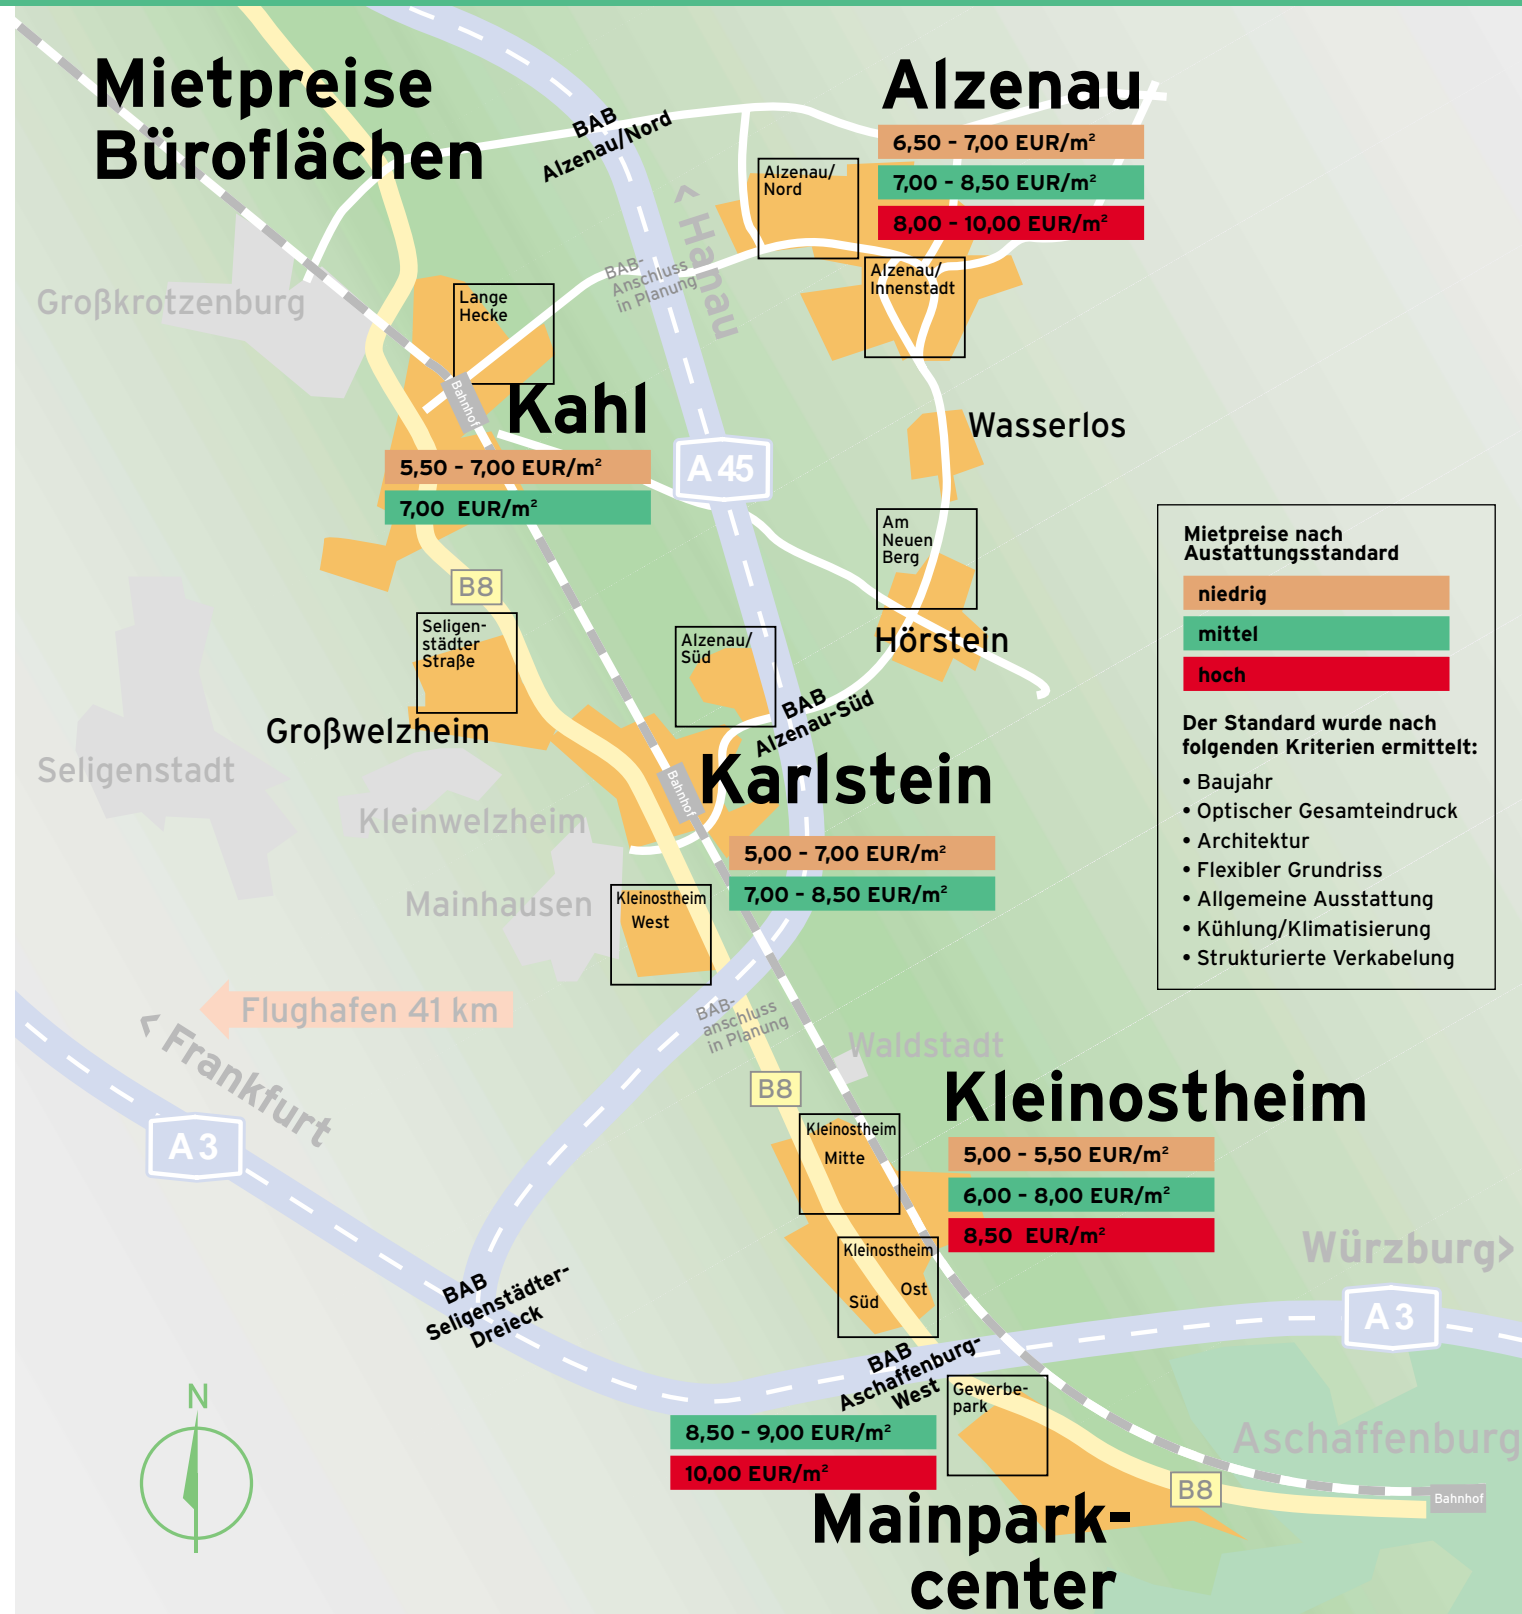 Mietpreise
Büroflächen
Alzenau
6,50 – 7,00 EUR/m²
7,00 – 8,50 EUR/m²
8,00 – 10,00 EUR/m²
BAB
Alzenau/Nord
Alzenau/
Nord
< Hanau
BAB-
Anschluss
in Planung
Alzenau/
Innenstadt
Großkrotzenburg
Lange
Hecke
Bahnhof
Kahl
5,50 – 7,00 EUR/m²
7,00 EUR/m²
A 45
Wasserlos
Am
Neuen
Berg
Hörstein
B8
Seligen-
städter
Straße
Großwelzheim
Alzenau/
Süd
BAB
Alzenau-Süd
Mietpreise nach
Austattungsstandard
niedrig
mittel
hoch
Der Standard wurde nach
folgenden Kriterien ermittelt:
• Baujahr
• Optischer Gesamteindruck
• Architektur
• Flexibler Grundriss
• Allgemeine Ausstattung
• Kühlung/Klimatisierung
• Strukturierte Verkabelung
Seligenstadt
Kleinwelzheim
Bahnhof
Karlstein
5,00 – 7,00 EUR/m²
7,00 – 8,50 EUR/m²
Mainhausen
Kleinostheim
West
Flughafen 41 km
< Frankfurt
A 3
BAB-
anschluss
in Planung
Waldstadt
B8
Kleinostheim
5,00 – 5,50 EUR/m²
6,00 – 8,00 EUR/m²
8,50 EUR/m²
Kleinostheim
Mitte
Kleinostheim
Ost
Süd
BAB
Seligenstädter-
Dreieck
Würzburg>
A 3
BAB
Aschaffenburg-
West
Gewerbe-
park
8,50 – 9,00 EUR/m²
10,00 EUR/m²
Mainpark-
center
Aschaffenburg
B8
Bahnhof
N